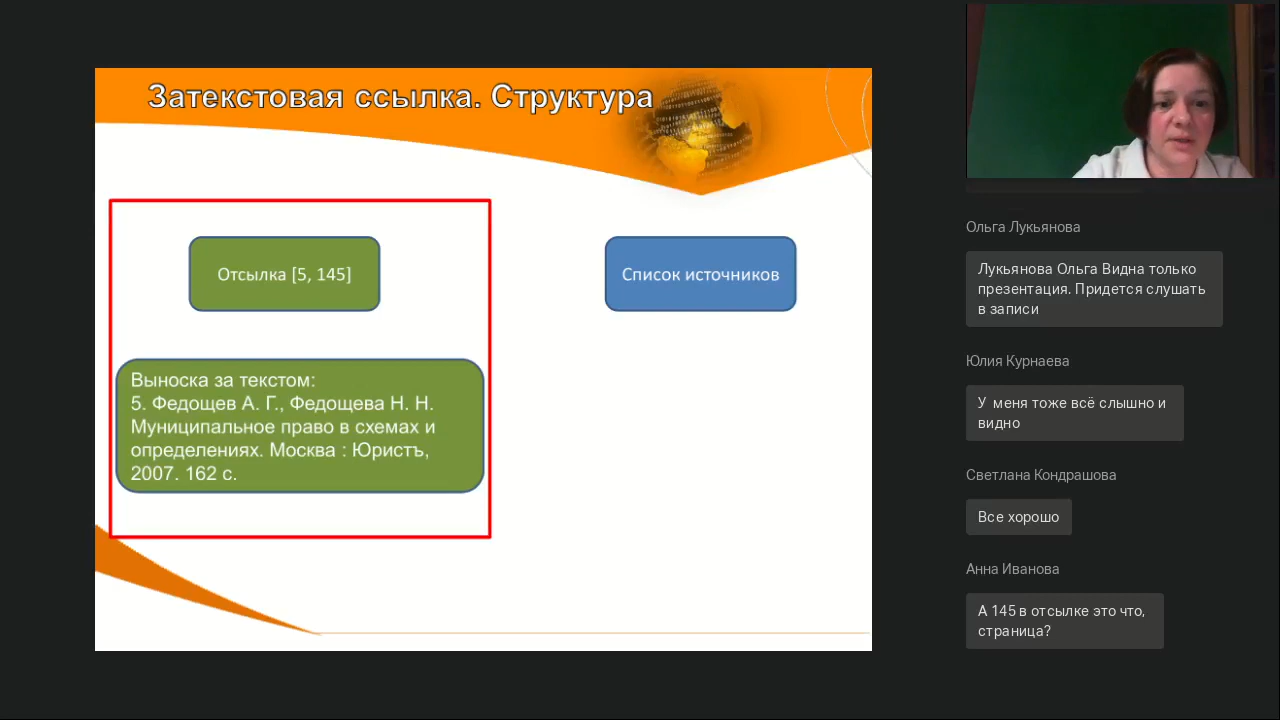 Затекстовая ссылка. Структура
Отсылка [5, 145]
Список источников
Выноска за текстом:
5. Федощев А. Г., Федощева Н. Н.
Муниципальное право в схемах и
определениях. Москва : Юристъ,
2007. 162 с.
Ольга Лукьянова
Лукьянова Ольга Видна только
презентация. Придется слушать
в записи
Юлия Курнаева
У меня тоже всё слышно и
видно
Светлана Кондрашова
Все хорошо
Анна Иванова
А 145 в отсылке это что,
страница?